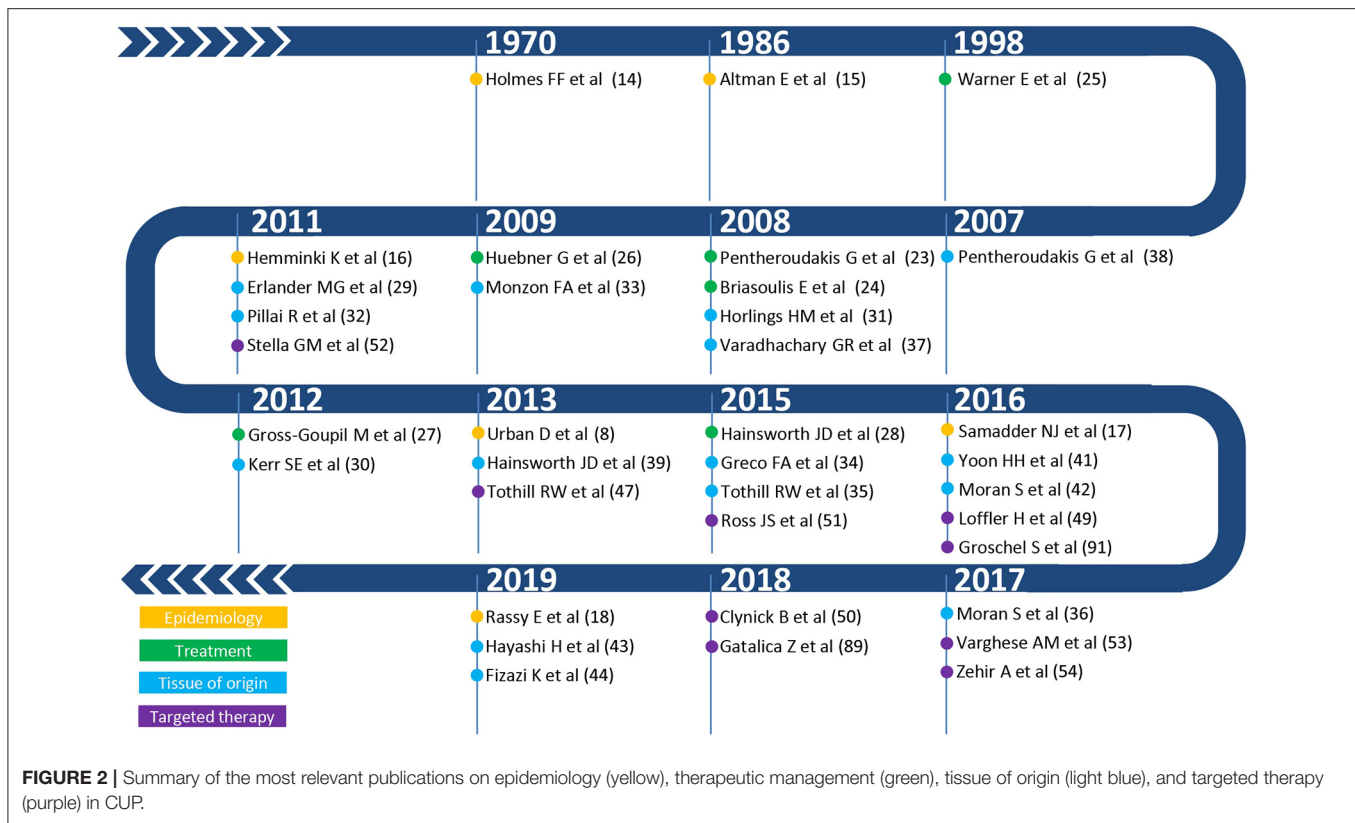 1970
Holmes FF et al (14)
1986
Altman E et al (15)
1998
Warner E et al (25)
2007
Pentheroudakis G et al (38)
2008
Pentheroudakis G et al (23)
Briasoulis E et al (24)
Horlings HM et al (31)
Varadhachary GR et al (37)
2009
Huebner G et al (26)
Monzon FA et al (33)
2011
Hemminki K et al (16)
Erlander MG et al (29)
Pillai R et al (32)
Stella GM et al (52)
2012
Gross-Goupil M et al (27)
Kerr SE et al (30)
2013
Urban D et al (8)
Hainsworth JD et al (39)
Tothill RW et al (47)
2015
Hainsworth JD et al (28)
Greco FA et al (34)
Tothill RW et al (35)
Ross JS et al (51)
2016
Samadder NJ et al (17)
Yoon HH et al (41)
Moran S et al (42)
Loffler H et al (49)
Groschel S et al (91)
2017
Moran S et al (36)
Varghese AM et al (53)
Zehir A et al (54)
2018
Clynick B et al (50)
Gatalica Z et al (89)
2019
Rassy E et al (18)
Hayashi H et al (43)
Fizazi K et al (44)
Epidemiology
Treatment
Tissue of origin
Targeted therapy
FIGURE 2 | Summary of the most relevant publications on epidemiology (yellow), therapeutic management (green), tissue of origin (light blue), and targeted therapy
(purple) in CUP.